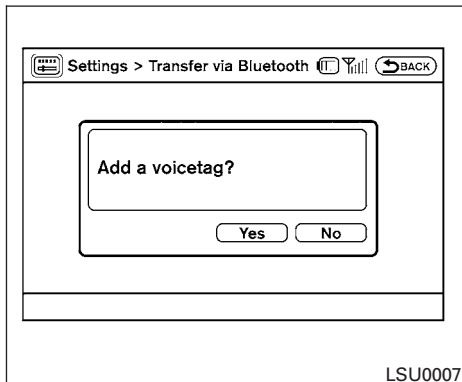 Settings > Transfer via Bluetooth BACK
Add a voicetag?
Yes No
LSU0007